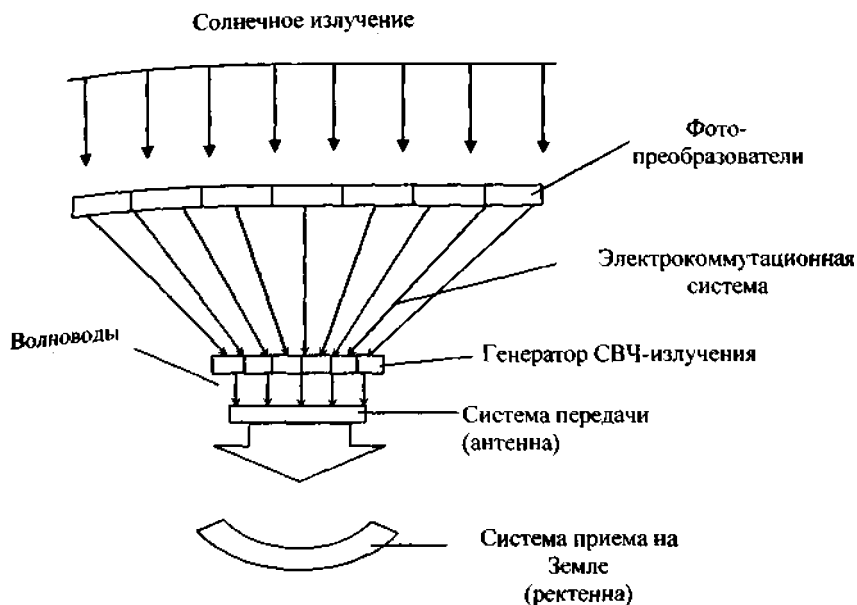 Солнечное излучение
Фото-
преобразователи
Электрокоммутационная
система
Волноводы
Генератор СВЧ-излучения
Система передачи
(антенна)
Система приема на
Земле
(ректенна)